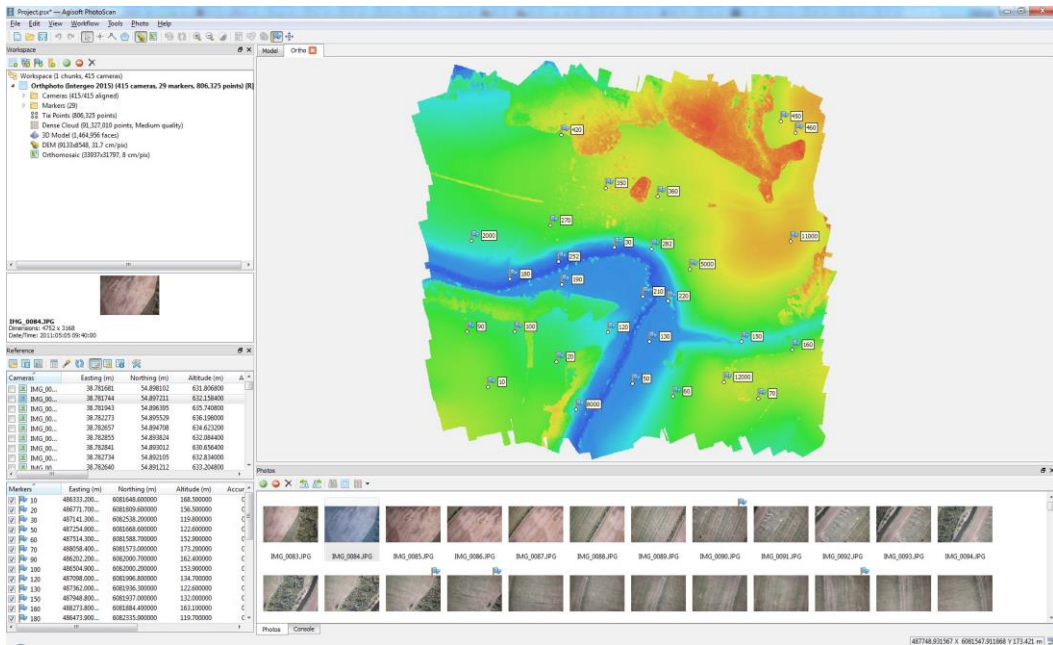 Project.psx* — Agisoft PhotoScan
File Edit View Workflow Tools Photo Help
Workspace
Workspace (1 chunks, 415 cameras)
Orthphoto (Intergeo 2015) (415 cameras, 29 markers, 806,325 points) [R]
Cameras (415/415 aligned)
Markers (29)
Tie Points (806,325 points)
Dense Cloud (91,327,010 points, Medium quality)
3D Model (1,464,956 faces)
DEM (9133x8548, 31.7 cm/pix)
Orthomosaic (33937x31797, 8 cm/pix)
IMG_0084.JPG
Dimensions: 4752 x 3168
Date/Time: 2011:05:05 09:40:00
Reference
Cameras Easting (m) Northing (m) Altitude (m)
IMG_00... 38.781681 54.898102 631.806800
IMG_00... 38.781744 54.897211 632.158400
IMG_00... 38.781943 54.896395 635.740800
IMG_00... 38.782273 54.895529 636.198000
IMG_00... 38.782657 54.894708 634.623200
IMG_00... 38.782855 54.893824 632.084400
IMG_00... 38.782841 54.893012 630.656400
IMG_00... 38.782734 54.892105 632.834000
IMG_00... 38.782640 54.891212 633.204800
Markers Easting (m) Northing (m) Altitude (m) Accur
10 486333.200... 6081648.600000 168.500000
20 486771.700... 6081809.600000 156.500000
30 487141.300... 6082538.200000 119.800000
50 487254.900... 6081668.600000 122.600000
60 487514.300... 6081588.700000 152.900000
70 488058.400... 6081573.000000 173.200000
90 486202.200... 6082000.700000 162.400000
100 486504.900... 6082000.200000 153.900000
120 487098.000... 6081996.800000 134.700000
130 487362.000... 6081936.300000 122.600000
150 487948.800... 6081937.000000 132.000000
160 488273.800... 6081884.400000 163.100000
180 486473.900... 6082335.900000 119.700000
Model Ortho
450
460
420
350
360
270
2000
30
282
11000
252
5000
180
190
210
220
90
100
120
130
150
160
20
10
50
60
12000
70
8000
Photos
IMG_0083.JPG IMG_0084.JPG IMG_0085.JPG IMG_0086.JPG IMG_0087.JPG IMG_0088.JPG IMG_0089.JPG IMG_0090.JPG IMG_0091.JPG IMG_0092.JPG IMG_0093.JPG IMG_0094.JPG
Photos Console
487748.931567 X 6081547.911868 Y 173.421 m